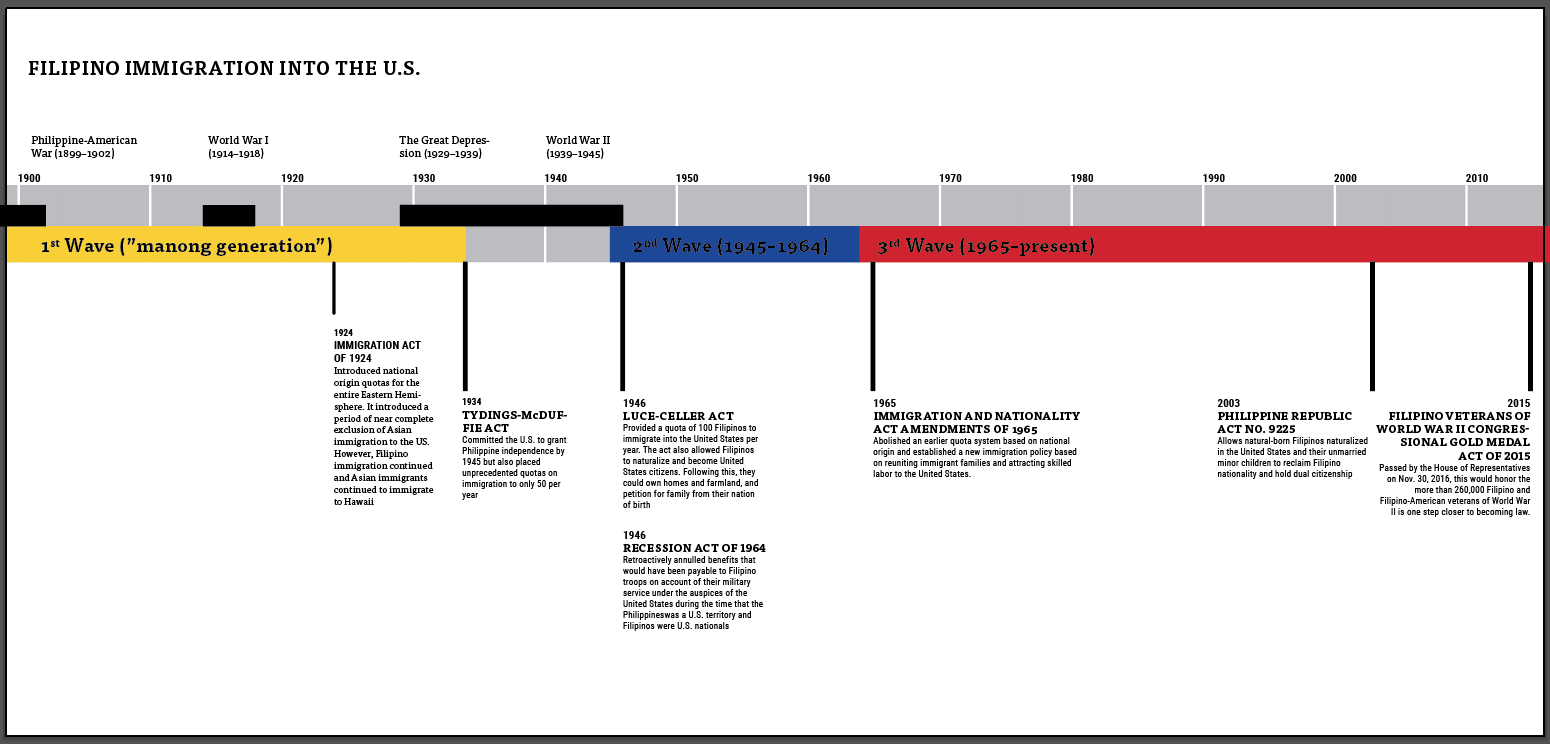 FILIPINO IMMIGRATION INTO THE U.S.
Philippine-American
War (1899–1902)
World War I
(1914–1918)
The Great Depres-
sion (1929–1939)
World War II
(1939–1945)
1900
1910
1920
1930
1940
1950
1960
1970
1980
1990
2000
2010
1st Wave ("manong generation")
2nd Wave (1945–1964)
3rd Wave (1965–present)
1924
IMMIGRATION ACT
OF 1924
Introduced national
origin quotas for the
entire Eastern Hemi-
sphere. It introduced a
period of near complete
exclusion of Asian
immigration to the US.
However, Filipino
immigration continued
and Asian immigrants
continued to immigrate
to Hawaii
1934
TYDINGS-McDUF-
FIE ACT
Committed the U.S. to grant
Philippine independence by
1945 but also placed
unprecedented quotas on
immigration to only 50 per
year
1946
LUCE-CELLER ACT
Provided a quota of 100 Filipinos to
immigrate into the United States per
year. The act also allowed Filipinos
to naturalize and become United
States citizens. Following this, they
could own homes and farmland, and
petition for family from their nation
of birth
1946
RECESSION ACT OF 1964
Retroactively annulled benefits that
would have been payable to Filipino
troops on account of their military
service under the auspices of the
United States during the time that the
Philippineswas a U.S. territory and
Filipinos were U.S. nationals
1965
IMMIGRATION AND NATIONALITY
ACT AMENDMENTS OF 1965
Abolished an earlier quota system based on national
origin and established a new immigration policy based
on reuniting immigrant families and attracting skilled
labor to the United States.
2003
PHILIPPINE REPUBLIC
ACT NO. 9225
Allows natural-born Filipinos naturalized
in the United States and their unmarried
minor children to reclaim Filipino
nationality and hold dual citizenship
2015
FILIPINO VETERANS OF
WORLD WAR II CONGRES-
SIONAL GOLD MEDAL
ACT OF 2015
Passed by the House of Representatives
on Nov. 30, 2016, this would honor the
more than 260,000 Filipino and
Filipino-American veterans of World War
II is one step closer to becoming law.